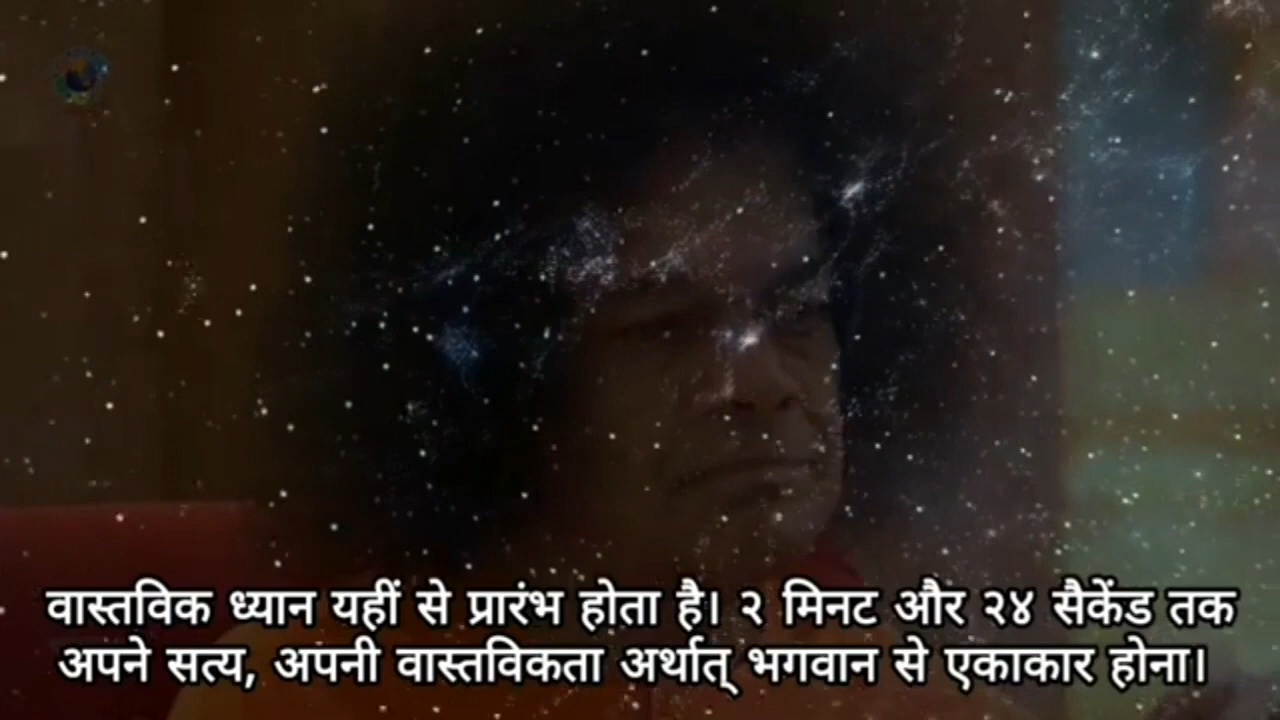 वास्तविक ध्यान यहीं से प्रारंभ होता है। २ मिनट और २४ सैकेंड तक
अपने सत्य, अपनी वास्तविकता अर्थात् भगवान से एकाकार होना।